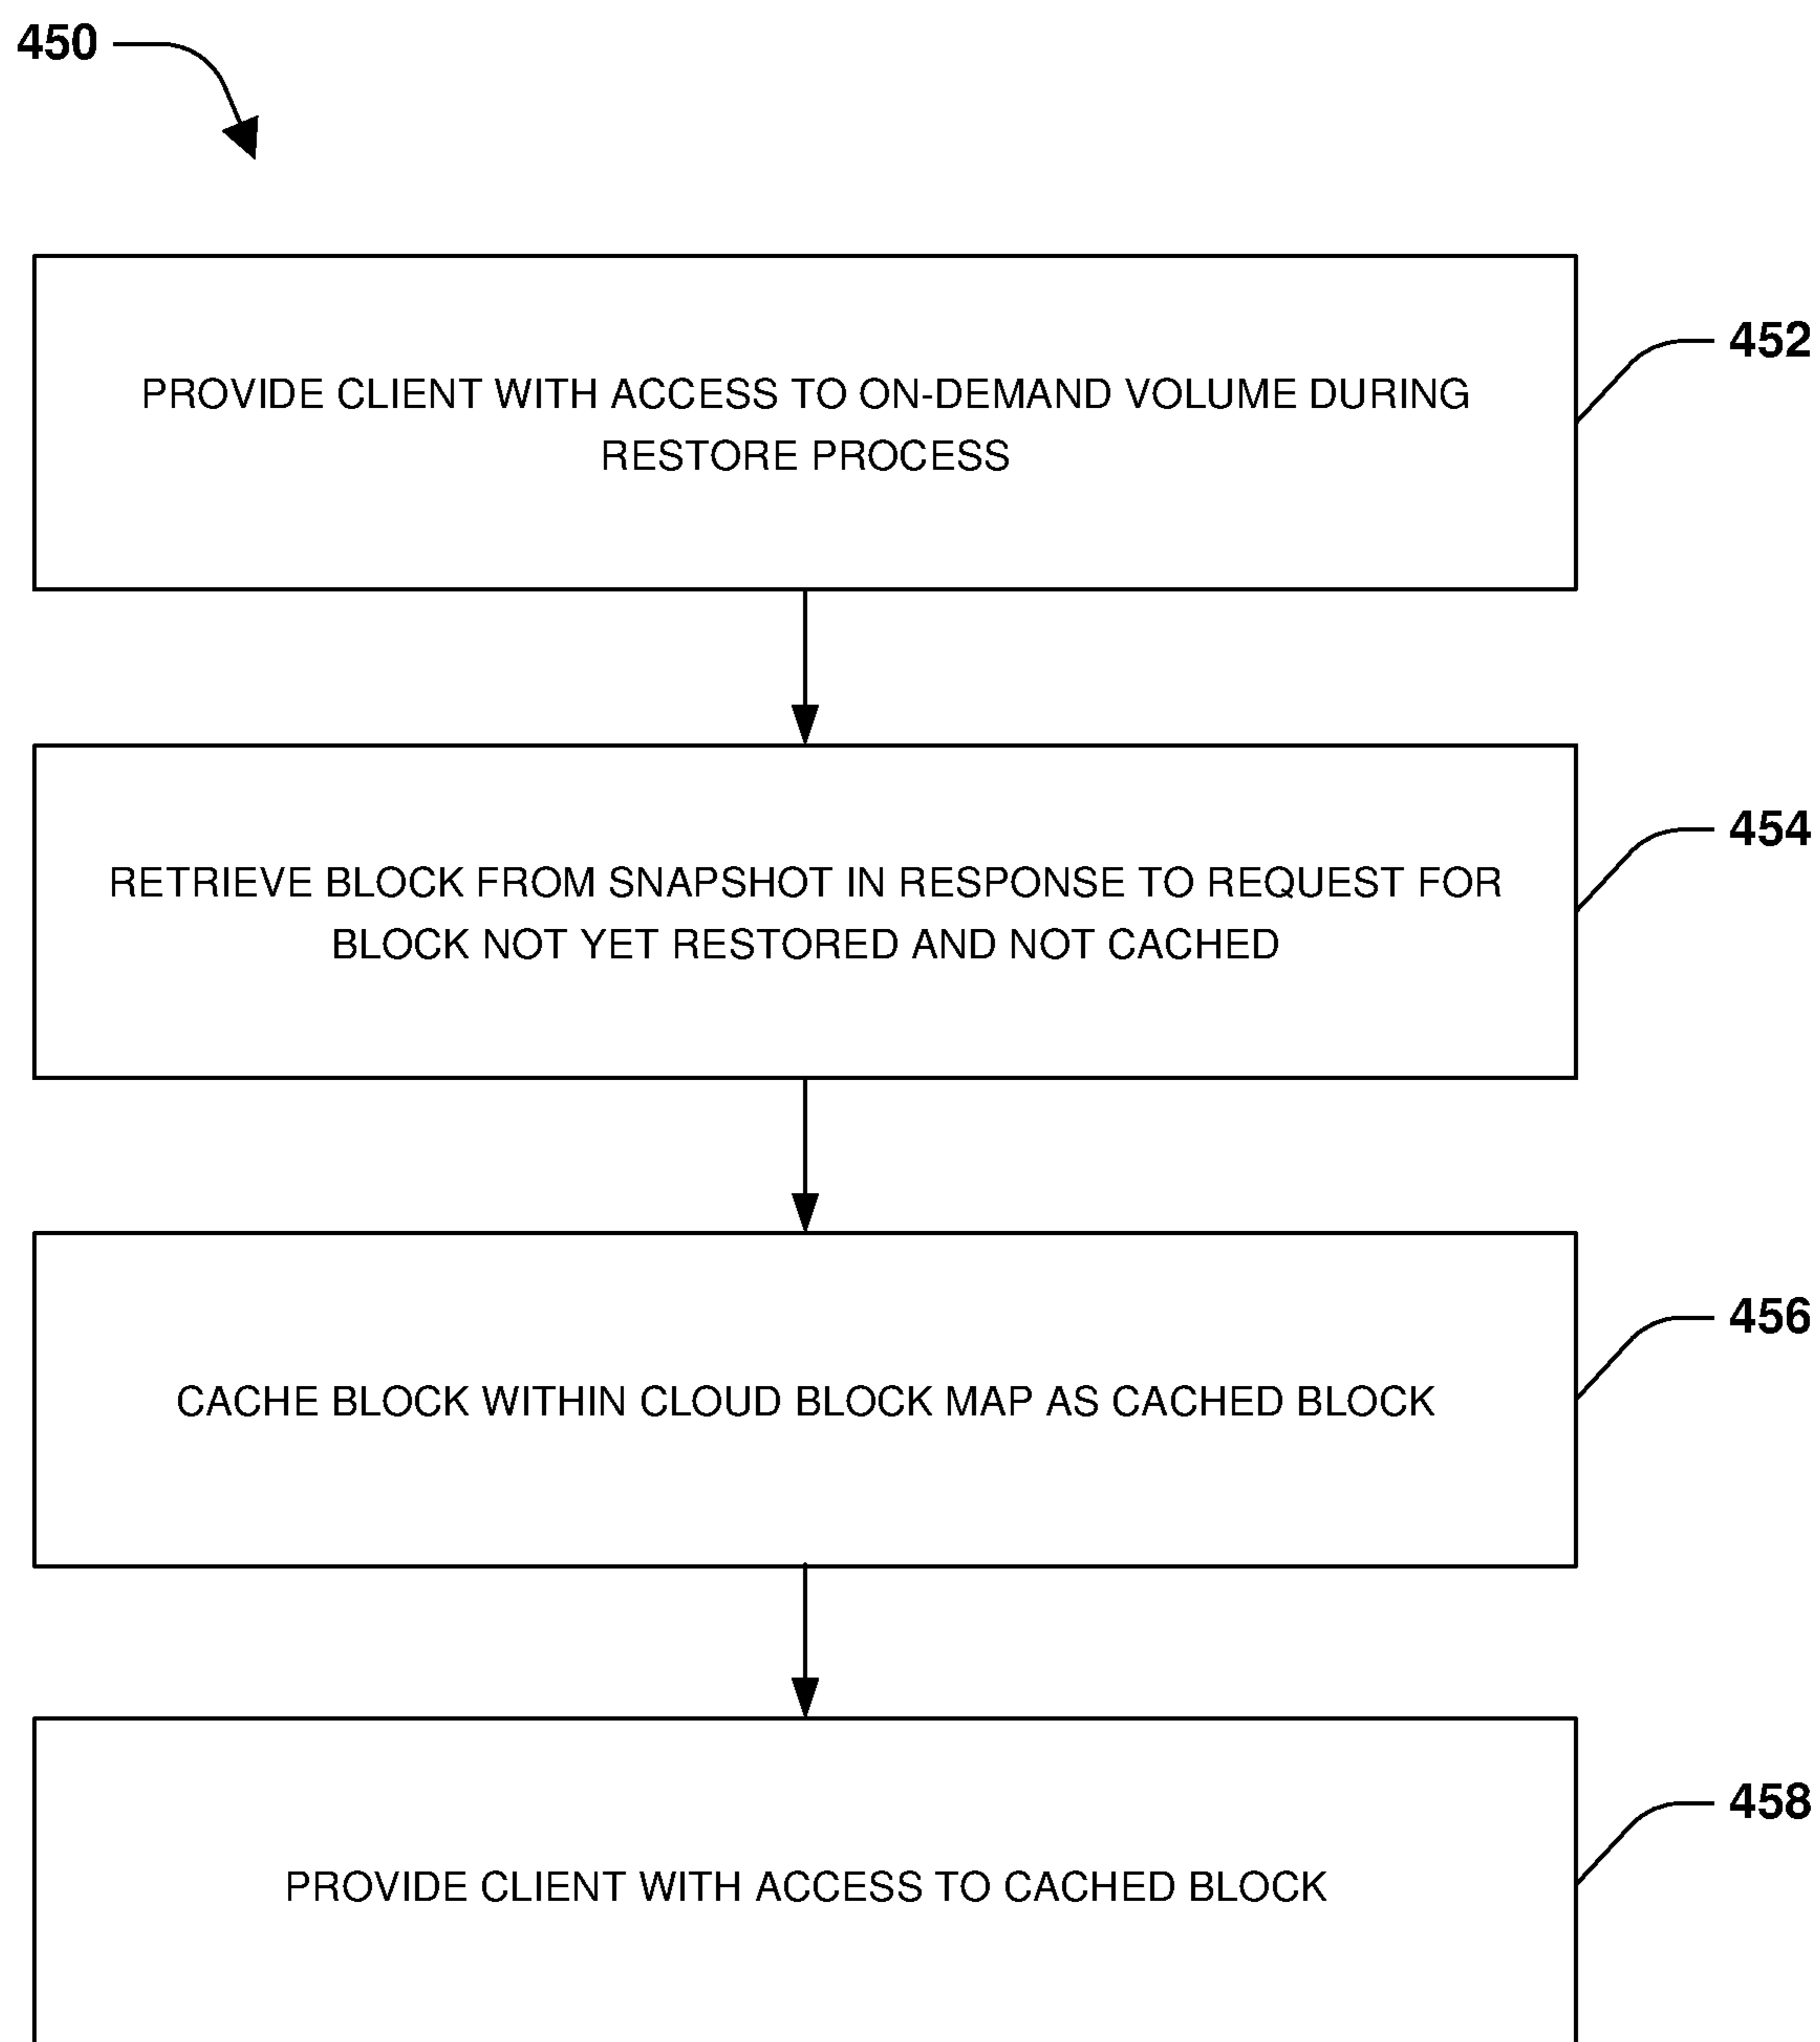 450
PROVIDE CLIENT WITH ACCESS TO ON-DEMAND VOLUME DURING
RESTORE PROCESS
452
RETRIEVE BLOCK FROM SNAPSHOT IN RESPONSE TO REQUEST FOR
BLOCK NOT YET RESTORED AND NOT CACHED
454
CACHE BLOCK WITHIN CLOUD BLOCK MAP AS CACHED BLOCK
456
PROVIDE CLIENT WITH ACCESS TO CACHED BLOCK
458